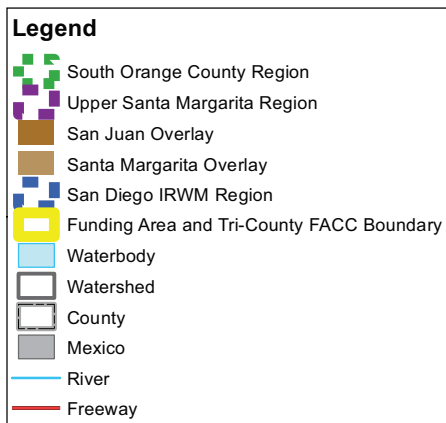 Legend
South Orange County Region
Upper Santa Margarita Region
San Juan Overlay
Santa Margarita Overlay
San Diego IRWM Region
Funding Area and Tri-County FACC Boundary
Waterbody
Watershed
County
Mexico
River
Freeway